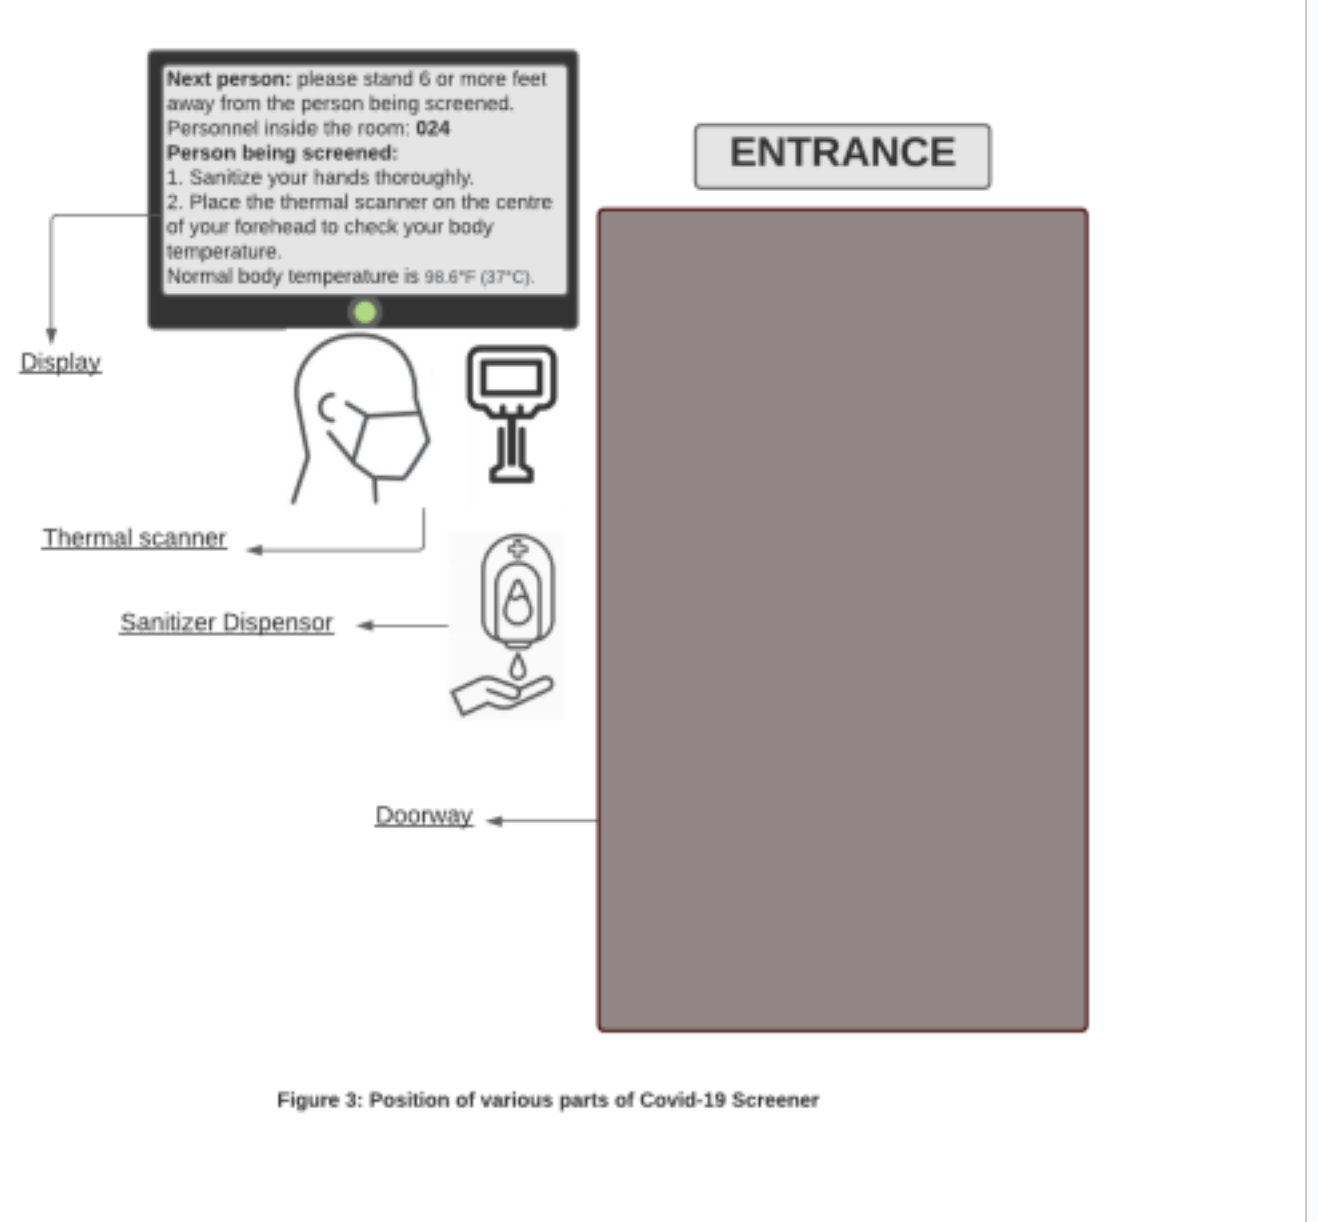 Next person: please stand 6 or more feet
away from the person being screened.
Personnel inside the room: 024
Person being screened:
1. Sanitize your hands thoroughly.
2. Place the thermal scanner on the centre
of your forehead to check your body
temperature.
Normal body temperature is 98.6°F (37°C).
ENTRANCE
Display
Thermal scanner
Sanitizer Dispensor
Doorway
Figure 3: Position of various parts of Covid-19 Screener